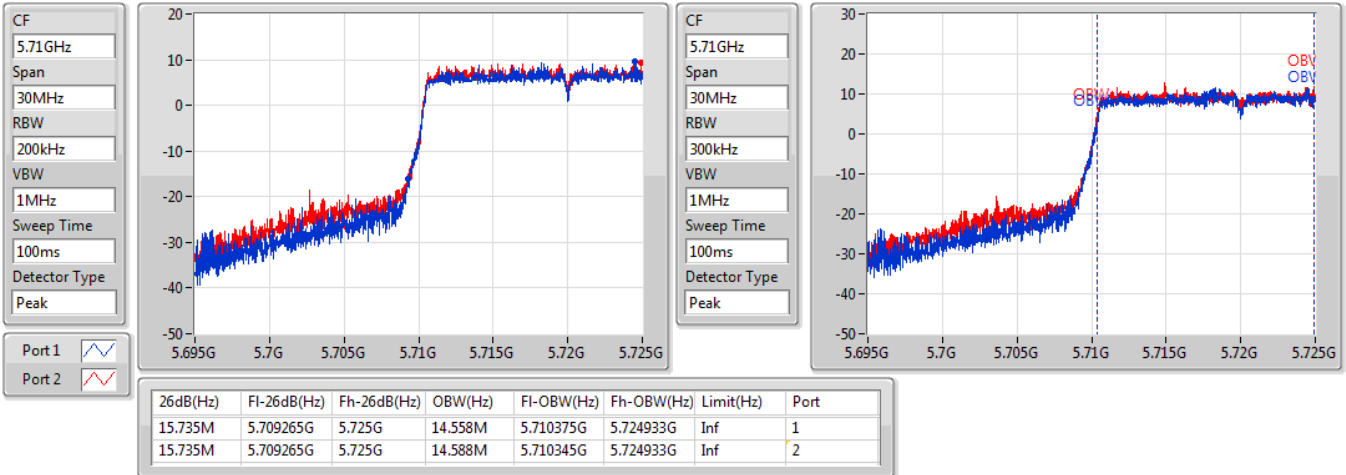 CF
5.71GHz
Span
30MHz
RBW
200kHz
VBW
1MHz
Sweep Time
100ms
Detector Type
Peak
Port 1
Port 2
20
10
0
-10
-20
-30
-40
-50
5.695G 5.7G 5.705G 5.71G 5.715G 5.72G 5.725G
CF
5.71GHz
Span
30MHz
RBW
300kHz
VBW
1MHz
Sweep Time
100ms
Detector Type
Peak
30
20
10
0
-10
-20
-30
-40
-50
OBW
OBW
OBW
OBW
5.695G 5.7G 5.705G 5.71G 5.715G 5.72G 5.725G
26dB(Hz) Fl-26dB(Hz) Fh-26dB(Hz) OBW(Hz) Fl-OBW(Hz) Fh-OBW(Hz) Limit(Hz) Port
15.735M 5.709265G 5.725G 14.558M 5.710375G 5.724933G Inf 1
15.735M 5.709265G 5.725G 14.588M 5.710345G 5.724933G Inf 2